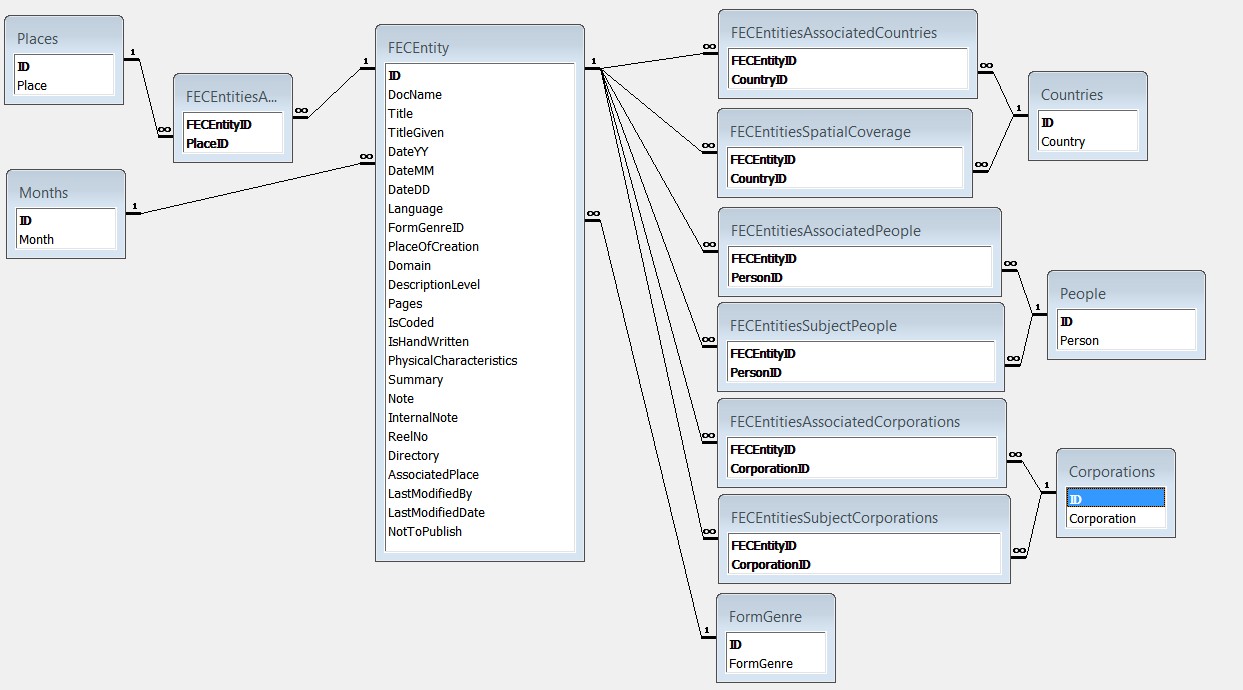 Places
ID
Place
1
∞
FECEntitiesA...
FECEntityID
PlaceID
∞
1
Months
ID
Month
1
∞
FECEntity
ID
DocName
Title
TitleGiven
DateYY
DateMM
DateDD
Language
FormGenreID
PlaceOfCreation
Domain
DescriptionLevel
Pages
IsCoded
IsHandWritten
PhysicalCharacteristics
Summary
Note
InternalNote
ReelNo
Directory
AssociatedPlace
LastModifiedBy
LastModifiedDate
NotToPublish
1
∞
∞
FECEntitiesAssociatedCountries
FECEntityID
CountryID
∞
∞
FECEntitiesSpatialCoverage
FECEntityID
CountryID
∞
1
Countries
ID
Country
∞
FECEntitiesAssociatedPeople
FECEntityID
PersonID
∞
∞
FECEntitiesSubjectPeople
FECEntityID
PersonID
∞
1
People
ID
Person
∞
FECEntitiesAssociatedCorporations
FECEntityID
CorporationID
∞
∞
FECEntitiesSubjectCorporations
FECEntityID
CorporationID
∞
1
Corporations
ID
Corporation
1
FormGenre
ID
FormGenre